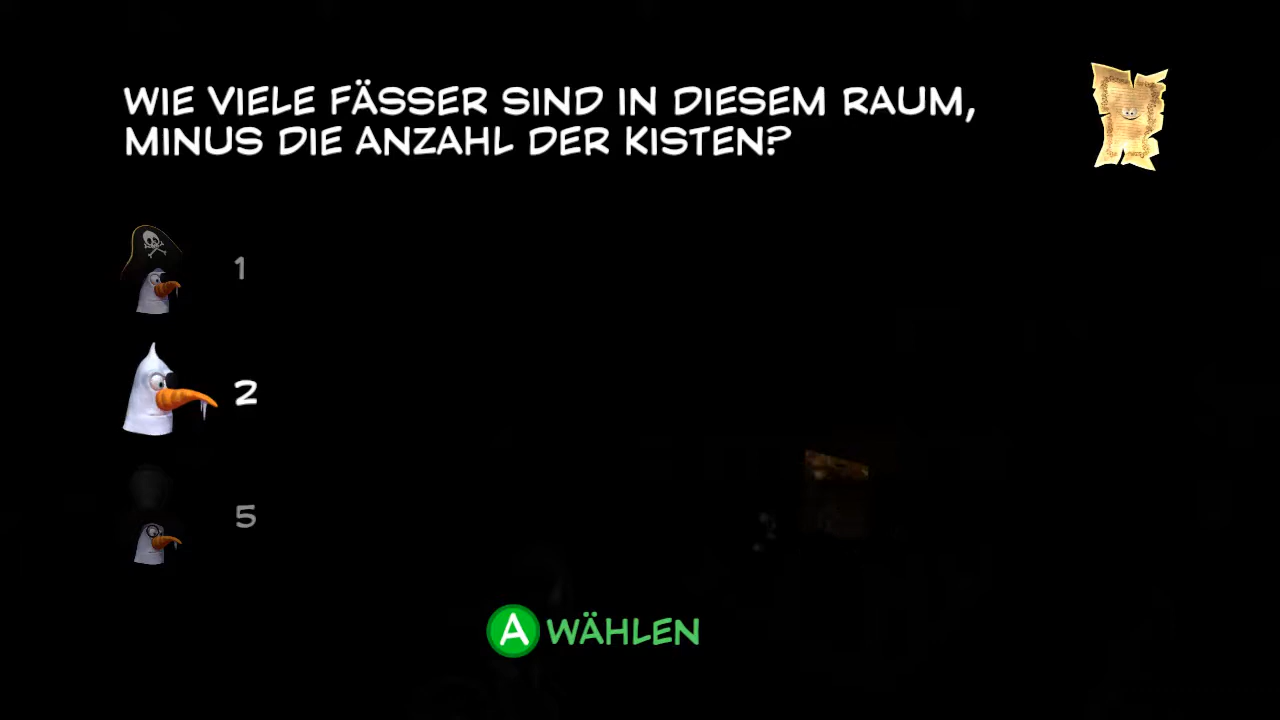 WIE VIELE FÄSSER SIND IN DIESEM RAUM,
MINUS DIE ANZAHL DER KISTEN?
1
2
5
A WÄHLEN